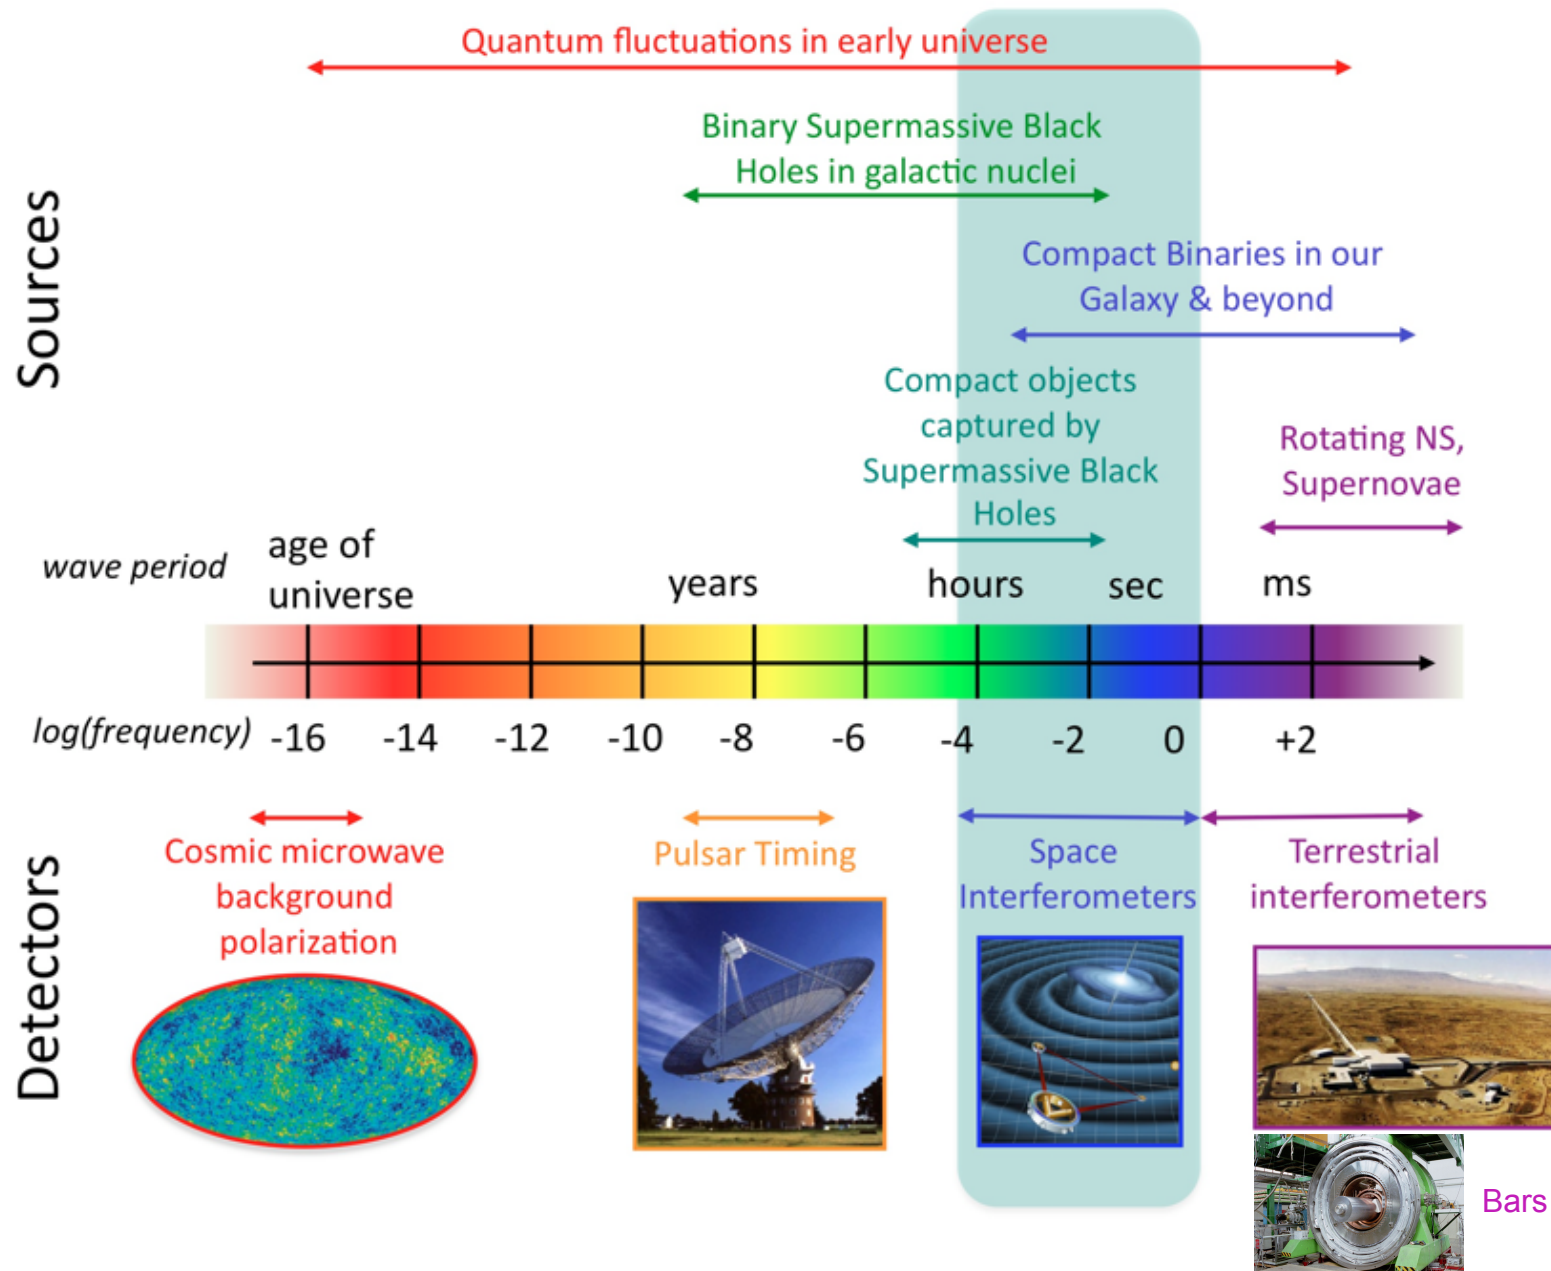 Quantum fluctuations in early universe
Binary Supermassive Black
Holes in galactic nuclei
Compact Binaries in our
Galaxy & beyond
Compact objects
captured by
Supermassive Black
Holes
Rotating NS,
Supernovae
Sources
wave period
age of
universe
years
hours
sec
ms
log(frequency)
-16
-14
-12
-10
-8
-6
-4
-2
0
+2
Detectors
Cosmic microwave
background
polarization
Pulsar Timing
Space
Interferometers
Terrestrial
interferometers
Bars